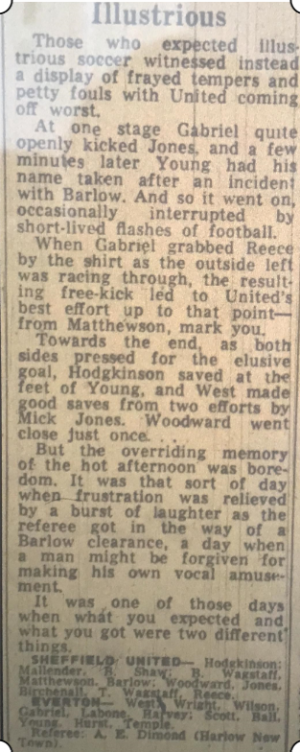 Illustrious
Those who expected illus-
trious soccer witnessed instead
a display of frayed tempers and
petty fouls with United coming
off worst.
At one stage Gabriel quite
openly kicked Jones, and a few
minutes later Young had his
name taken after an incident
with Barlow. And so it went on,
occasionally interrupted by
short-lived flashes of football.
When Gabriel grabbed Reece
by the shirt as the outside left
was racing through, the result-
ing free-kick led to United's
best effort up to that point—
from Matthewson, mark you.
Towards the end, as both
sides pressed for the elusive
goal, Hodgkinson saved at the
feet of Young, and West made
good saves from two efforts by
Mick Jones. Woodward went
close just once. . .
But the overriding memory
of the hot afternoon was bore-
dom. It was that sort of day
when frustration was relieved
by a burst of laughter as the
referee got in the way of a
Barlow clearance, a day when
a man might be forgiven for
making his own vocal amuse-
ment.
It was one of those days
when what you expected and
what you got were two different
things.
SHEFFIELD UNITED— Hodgkinson;
Mallender, R. Shaw; B. Wagstaff,
Matthewson, Barlow; Woodward, Jones,
Birchenall, T. Wagstaff, Reece.
EVERTON— West; Wright, Wilson,
Gabriel, Labone, Harvey; Scott, Ball,
Young, Hurst, Temple.
Referee: A. E. Dimond (Harlow New
Town).